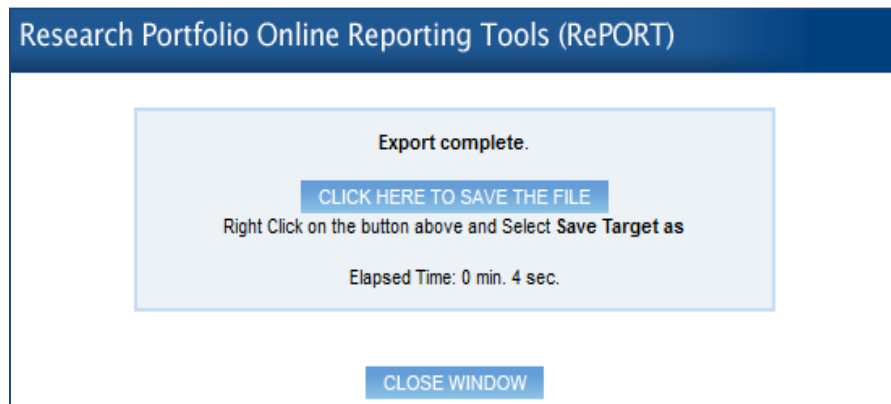 Research Portfolio Online Reporting Tools (RePORT)
Export complete.
CLICK HERE TO SAVE THE FILE
Right Click on the button above and Select Save Target as
Elapsed Time: 0 min. 4 sec.
CLOSE WINDOW